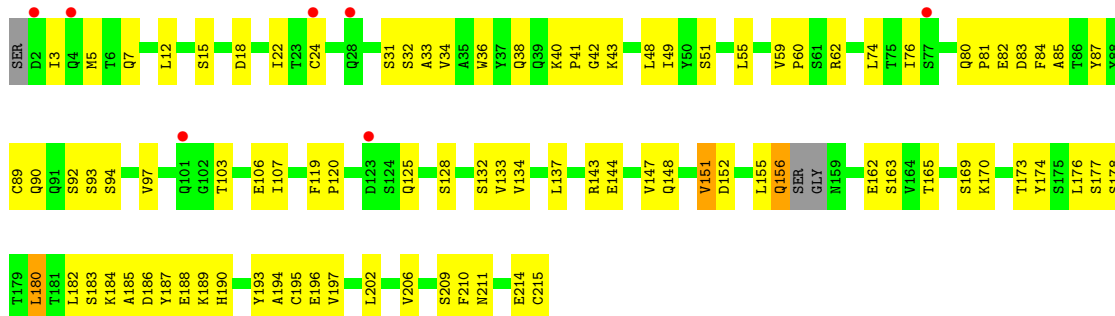 SER D2 I3 Q4 M5 T6 Q7 L12 S15 D18 I22 T23 C24 Q28 S31 S32 A33 V34 A35 W36 Y37 Q38 Q39 K40 P41 G42 K43 L48 I49 Y50 S51 L55 V59 P60 S61 R62 L74 T75 I76 S77 Q80 P81 E82 D83 F84 A85 T86 Y87 Y88
C89 Q90 Q91 S92 S93 S94 V97 Q101 G102 T103 E106 I107 F119 P120 D123 S124 Q125 S128 S132 V133 V134 L137 R143 E144 V147 Q148 V151 D152 L155 Q156 SER GLY N159 E162 S163 V164 T165 S169 K170 T173 Y174 S175 L176 S177 S178
T179 L180 T181 L182 S183 K184 A185 D186 Y187 E188 K189 H190 Y193 A194 C195 E196 V197 L202 V206 S209 F210 N211 E214 C215